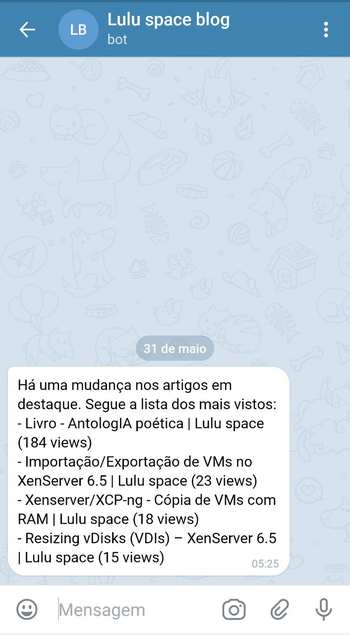 LB
Lulu space blog
bot
31 de maio
Há uma mudança nos artigos em
destaque. Segue a lista dos mais vistos:
- Livro - AntologIA poética | Lulu space
(184 views)
- Importação/Exportação de VMs no
XenServer 6.5 | Lulu space (23 views)
- Xenserver/XCP-ng - Cópia de VMs com
RAM | Lulu space (18 views)
- Resizing vDisks (VDIs) – XenServer 6.5
| Lulu space (15 views)
05:25
Mensagem